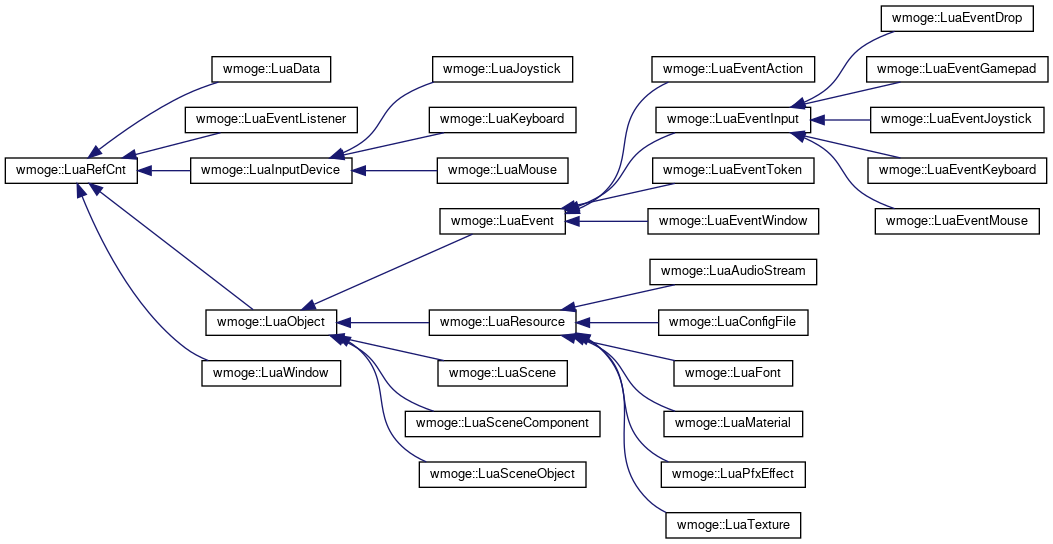 wmoge::LuaEventDrop
wmoge::LuaData
wmoge::LuaJoystick
wmoge::LuaEventAction
wmoge::LuaEventGamepad
wmoge::LuaEventListener
wmoge::LuaKeyboard
wmoge::LuaEventInput
wmoge::LuaEventJoystick
wmoge::LuaRefCnt
wmoge::LuaInputDevice
wmoge::LuaMouse
wmoge::LuaEventToken
wmoge::LuaEventKeyboard
wmoge::LuaEvent
wmoge::LuaEventWindow
wmoge::LuaEventMouse
wmoge::LuaAudioStream
wmoge::LuaObject
wmoge::LuaResource
wmoge::LuaConfigFile
wmoge::LuaWindow
wmoge::LuaScene
wmoge::LuaFont
wmoge::LuaSceneComponent
wmoge::LuaMaterial
wmoge::LuaSceneObject
wmoge::LuaPfxEffect
wmoge::LuaTexture